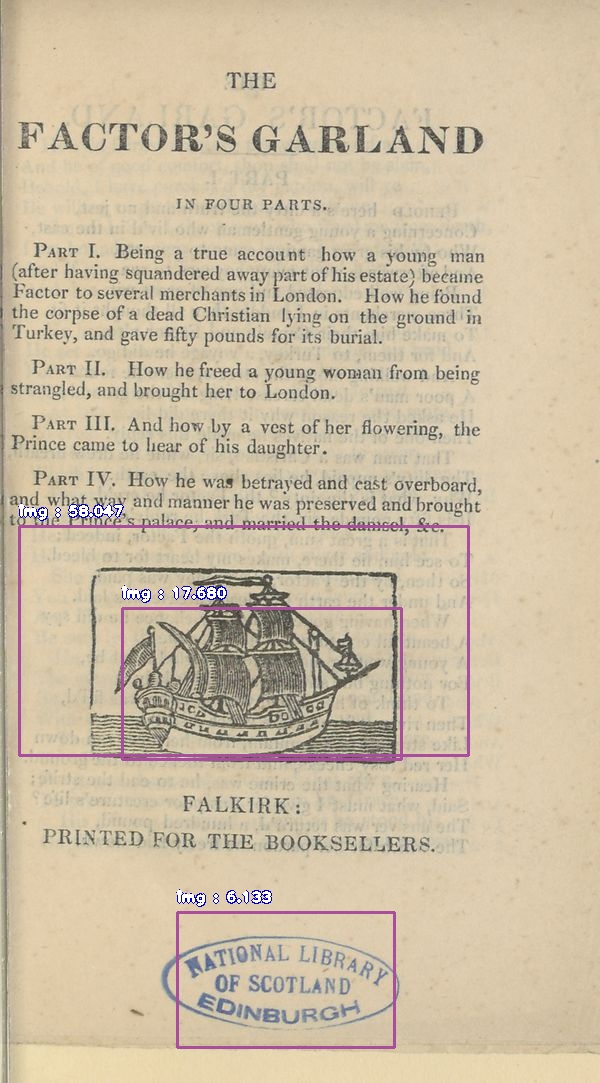 THE
FACTOR'S GARLAND
IN FOUR PARTS.
PART I. Being a true account how a young man
(after having squandered away part of his estate) became
Factor to several merchants in London. How he found
the corpse of a dead Christian lying on the ground in
Turkey, and gave fifty pounds for its burial.
PART II. How he freed a young woman from being
strangled, and brought her to London.
PART III. And how by a vest of her flowering, the
Prince came to hear of his daughter.
PART IV. How he was betrayed and cast overboard,
and what way and manner he was preserved and brought
to the Prince's palace, and married the damsel, &c.
img : 58.047
img : 17.680
FALKIRK:
PRINTED FOR THE BOOKSELLERS.
img : 6.133
NATIONAL LIBRARY
OF SCOTLAND
EDINBURGH